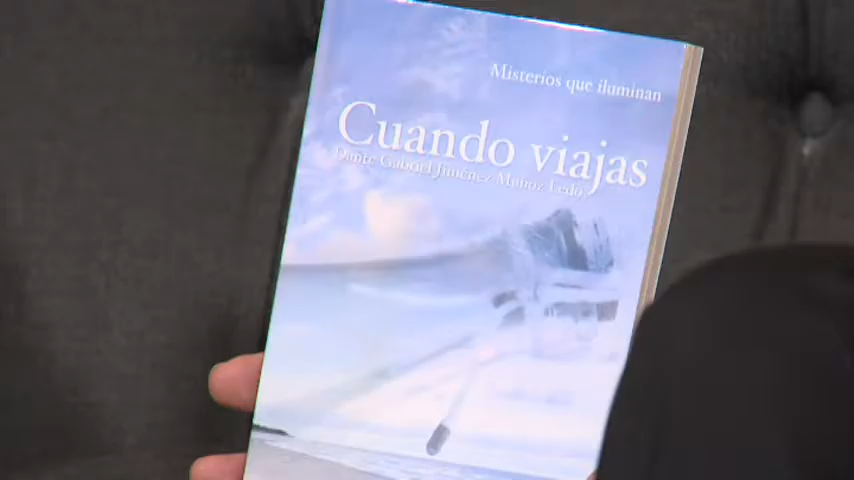 Misterios que iluminan
Cuando viajas
Dante Gabriel Jiménez Muñoz Ledo